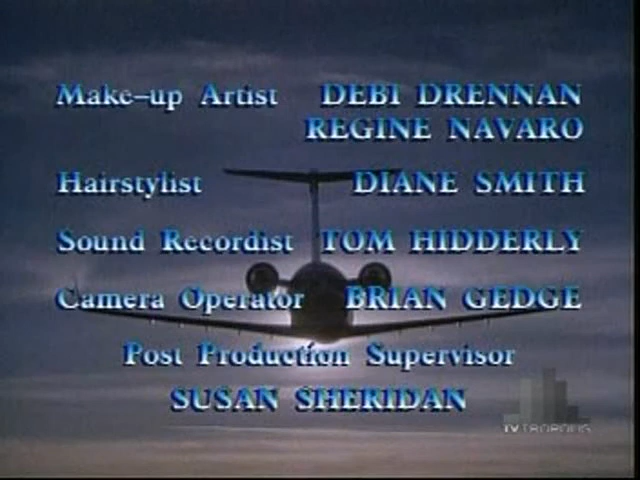 Make-up Artist DEBI DRENNAN
REGINE NAVARO
Hairstylist DIANE SMITH
Sound Recordist TOM HIDDERLY
Camera Operator BRIAN GEDGE
Post Production Supervisor
SUSAN SHERIDAN
TVTROPOLIS